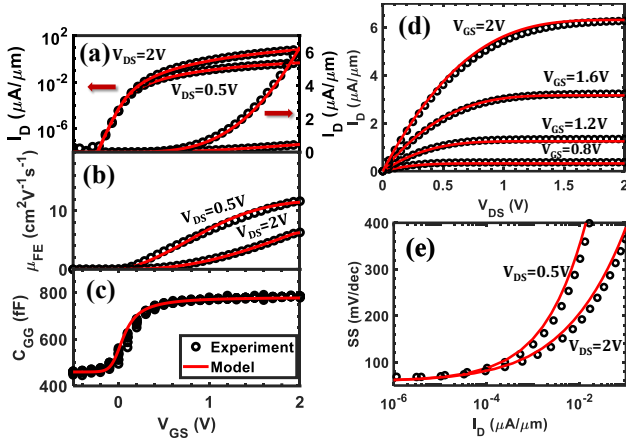 (a)
V_DS=2V
V_DS=0.5V
10^1
10^-2
10^-7
I_D (μA/μm)
6
4
2
0
I_D (μA/μm)
(b)
V_DS=0.5V
V_DS=2V
10
0
μ_FE (cm²V⁻¹s⁻¹)
(c)
800
600
400
C_GG (fF)
Experiment
Model
0
1
2
V_GS (V)
(d)
V_GS=2V
V_GS=1.6V
V_GS=1.2V
V_GS=0.8V
6
4
2
0
I_D (μA/μm)
0.5
1
1.5
2
V_DS (V)
(e)
V_DS=0.5V
V_DS=2V
400
300
200
100
SS (mV/dec)
10^-6
10^-4
10^-2
I_D (μA/μm)